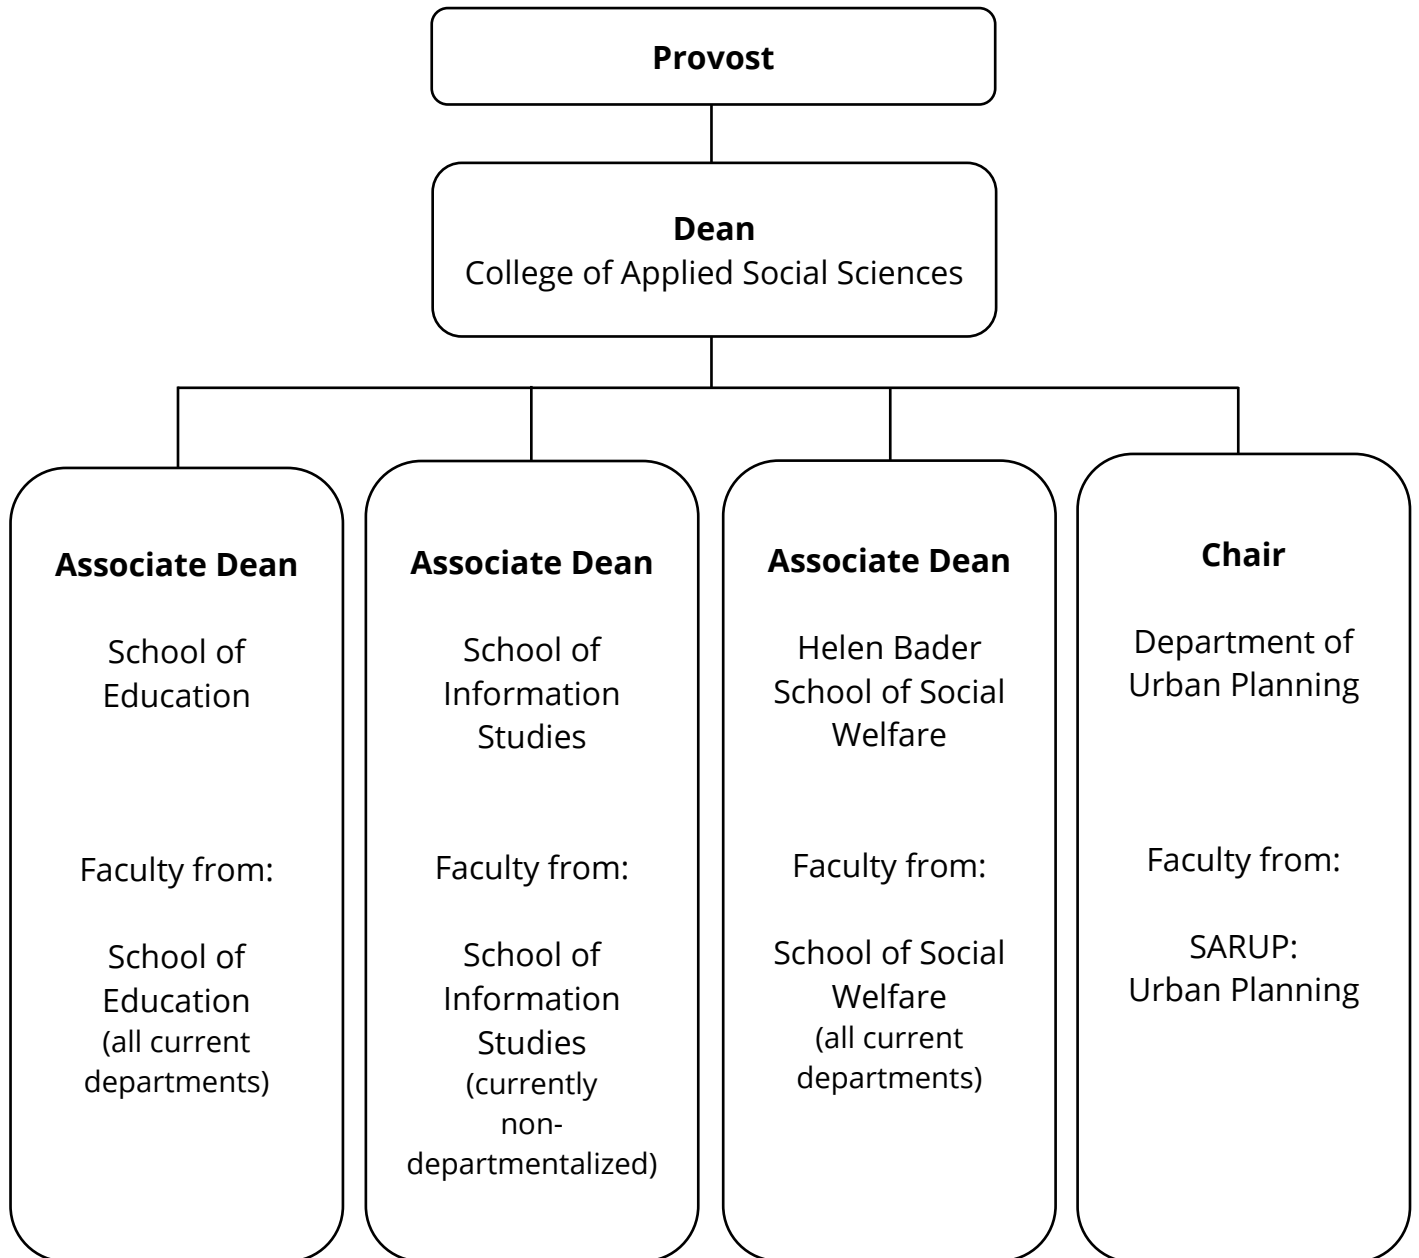 Provost
Dean
College of Applied Social Sciences
Associate Dean
School of
Education
Faculty from:
School of
Education
(all current
departments)
Associate Dean
School of
Information
Studies
Faculty from:
School of
Information
Studies
(currently
non-
departmentalized)
Associate Dean
Helen Bader
School of Social
Welfare
Faculty from:
School of Social
Welfare
(all current
departments)
Chair
Department of
Urban Planning
Faculty from:
SARUP:
Urban Planning